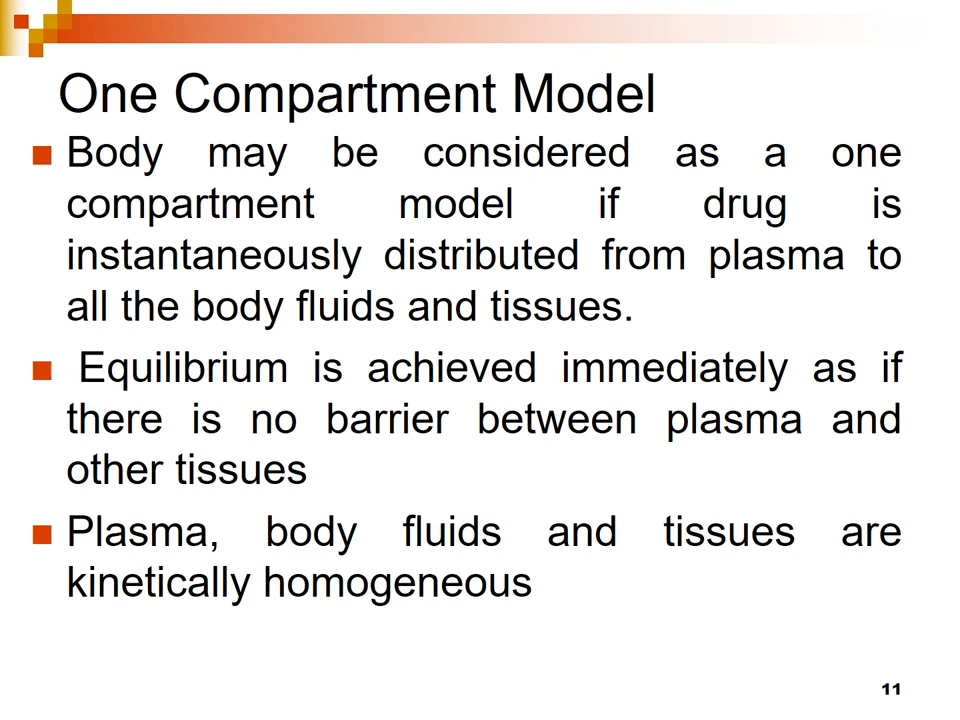 One Compartment Model
Body may be considered as a one
compartment model if drug is
instantaneously distributed from plasma to
all the body fluids and tissues.
Equilibrium is achieved immediately as if
there is no barrier between plasma and
other tissues
Plasma, body fluids and tissues are
kinetically homogeneous
11